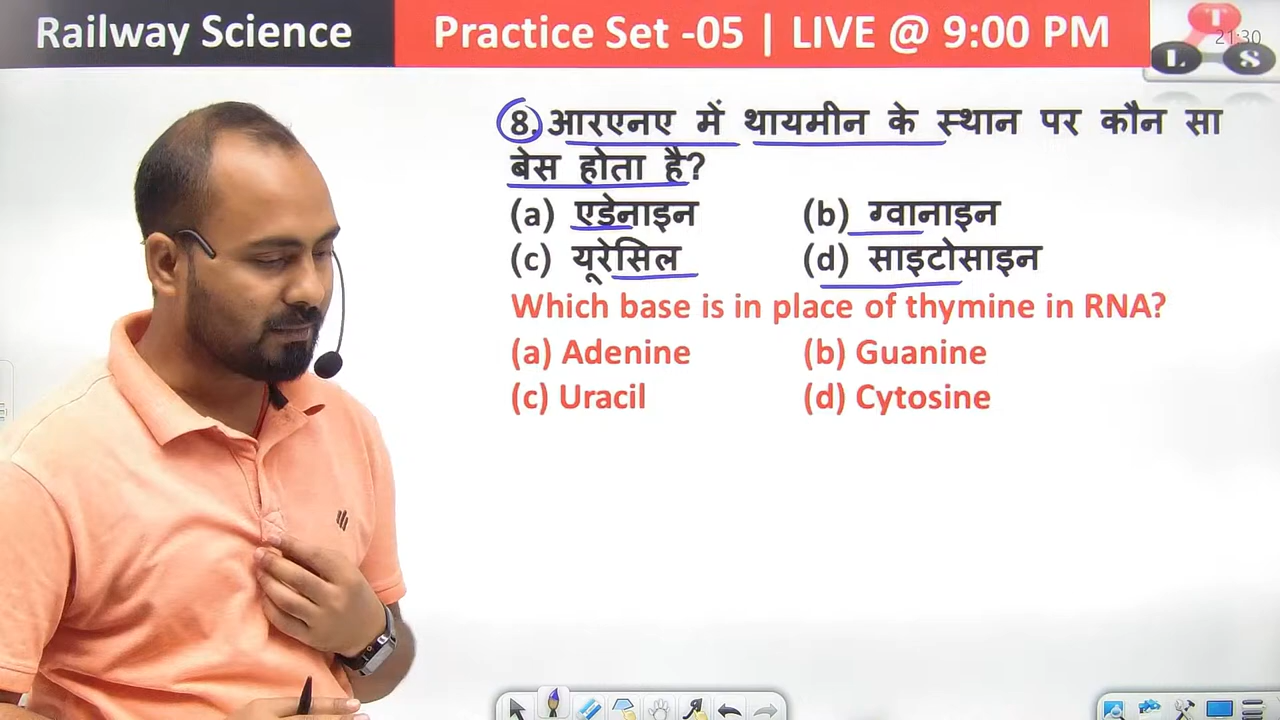 Railway Science
Practice Set -05 | LIVE @ 9:00 PM
T
21:30
L S
8. आरएनए में थायमीन के स्थान पर कौन सा
बेस होता है?
(a) एडेनाइन (b) ग्वानाइन
(c) यूरेसिल (d) साइटोसाइन
Which base is in place of thymine in RNA?
(a) Adenine (b) Guanine
(c) Uracil (d) Cytosine